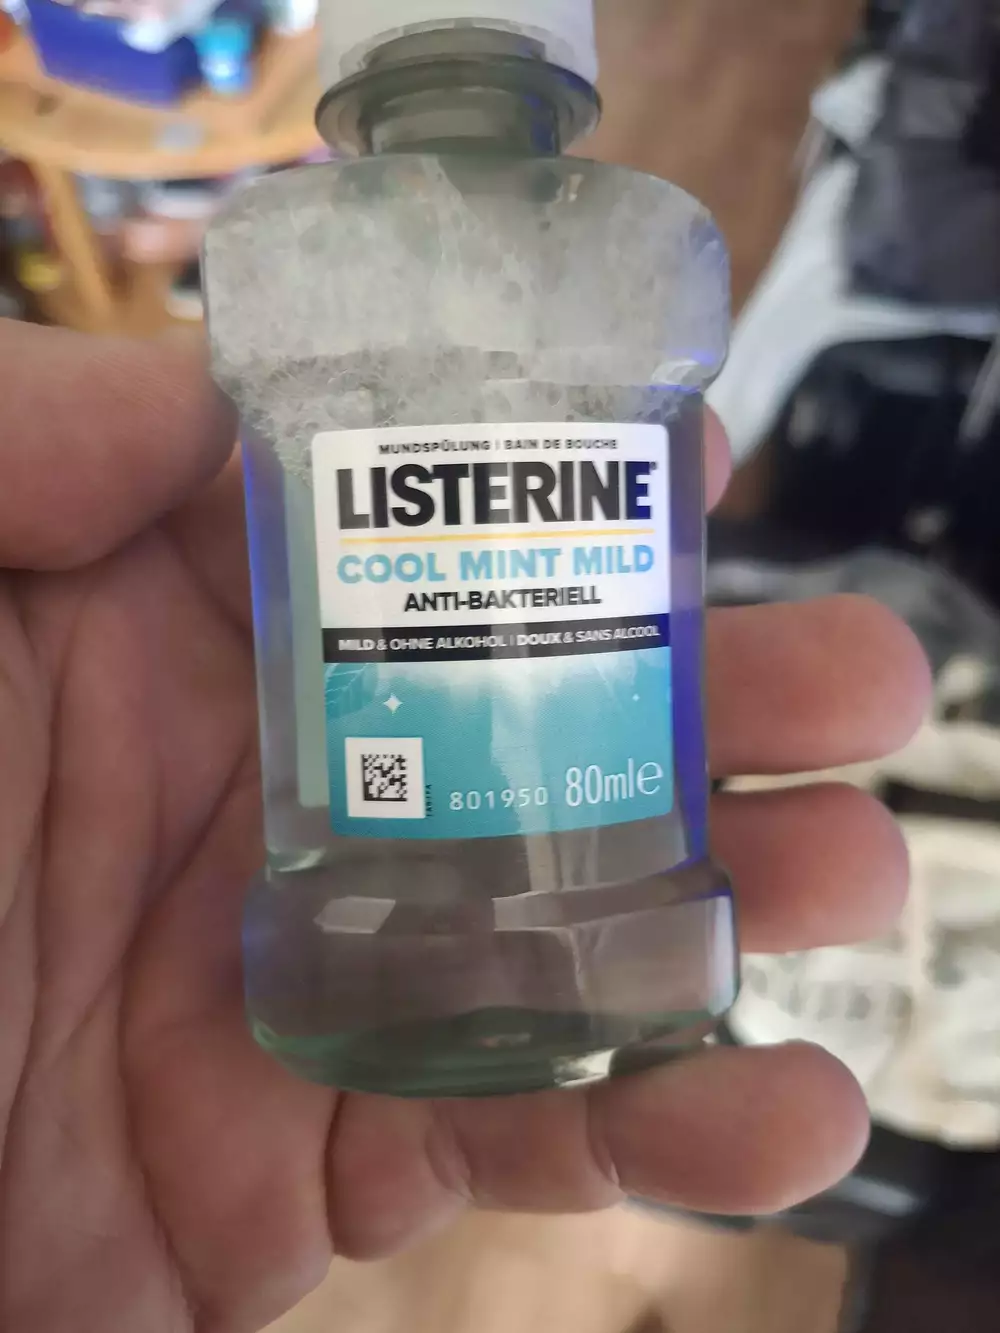 MUNDSPÜLUNG | BAIN DE BOUCHE
LISTERINE®
COOL MINT MILD
ANTI-BAKTERIELL
MILD & OHNE ALKOHOL | DOUX & SANS ALCOOL
801950 80ml℮